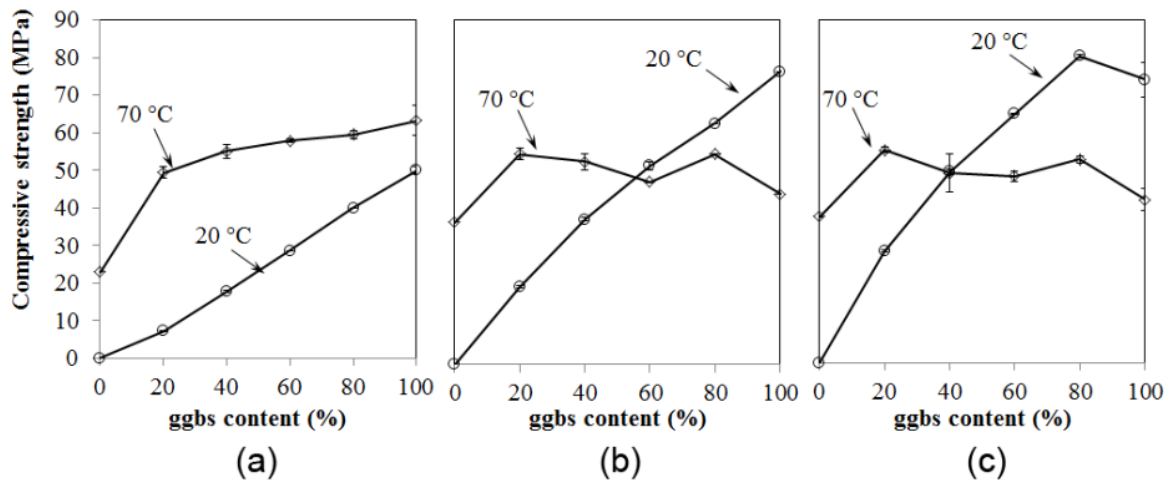 Compressive strength (MPa)
90
80
70
60
50
40
30
20
10
0
70 °C
20 °C
0 20 40 60 80 100
ggbs content (%)
(a)
70 °C
20 °C
0 20 40 60 80 100
ggbs content (%)
(b)
70 °C
20 °C
0 20 40 60 80 100
ggbs content (%)
(c)